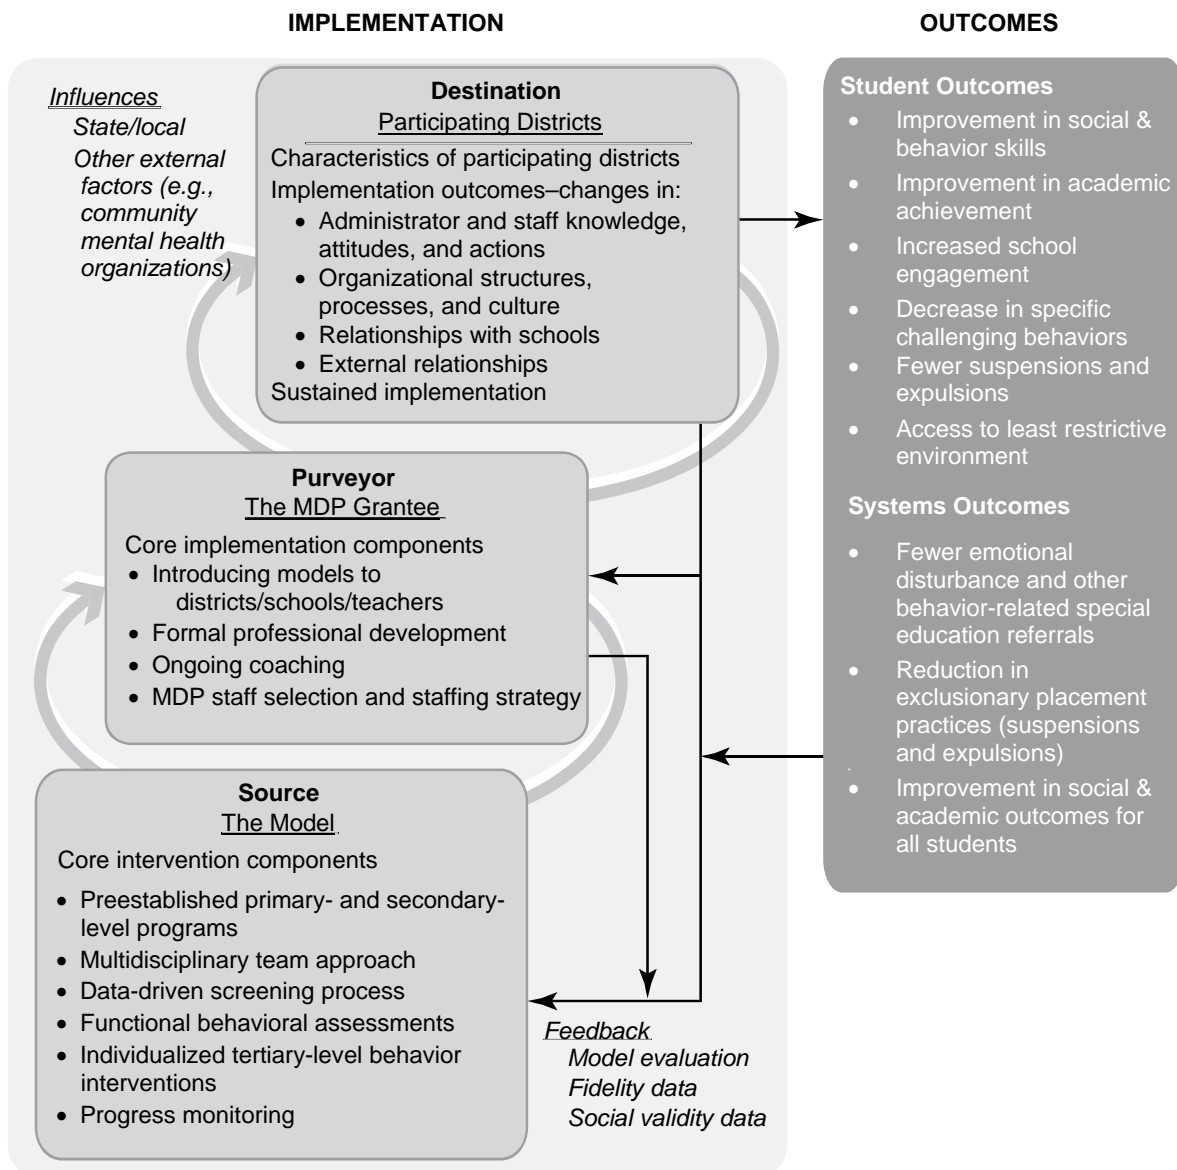 IMPLEMENTATION
OUTCOMES
Influences
State/local
Other external
factors (e.g.,
community
mental health
organizations)
Destination
Participating Districts
Characteristics of participating districts
Implementation outcomes–changes in:
• Administrator and staff knowledge,
attitudes, and actions
• Organizational structures,
processes, and culture
• Relationships with schools
• External relationships
Sustained implementation
Purveyor
The MDP Grantee
Core implementation components
• Introducing models to
districts/schools/teachers
• Formal professional development
• Ongoing coaching
• MDP staff selection and staffing strategy
Source
The Model
Core intervention components
• Preestablished primary- and secondary-
level programs
• Multidisciplinary team approach
• Data-driven screening process
• Functional behavioral assessments
• Individualized tertiary-level behavior
interventions
• Progress monitoring
Feedback
Model evaluation
Fidelity data
Social validity data
Student Outcomes
• Improvement in social &
behavior skills
• Improvement in academic
achievement
• Increased school
engagement
• Decrease in specific
challenging behaviors
• Fewer suspensions and
expulsions
• Access to least restrictive
environment
Systems Outcomes
• Fewer emotional
disturbance and other
behavior-related special
education referrals
• Reduction in
exclusionary placement
practices (suspensions
and expulsions)
• Improvement in social &
academic outcomes for
all students